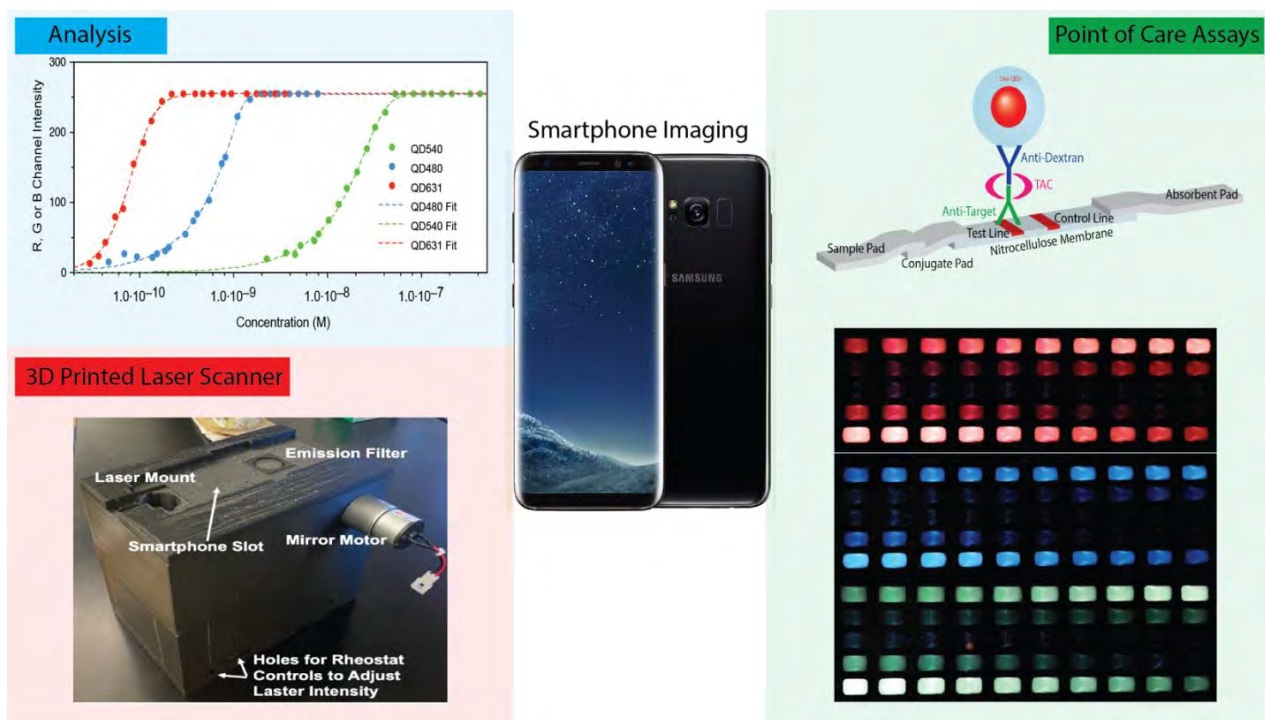 Analysis
300
200
100
0
R, G or B Channel Intensity
QD540
QD480
QD631
QD480 Fit
QD540 Fit
QD631 Fit
1.0·10–10
1.0·10–9
1.0·10–8
1.0·10–7
Concentration (M)
3D Printed Laser Scanner
Emission Filter
Laser Mount
Smartphone Slot
Mirror Motor
Holes for Rheostat
Controls to Adjust
Laster Intensity
Smartphone Imaging
SAMSUNG
Point of Care Assays
Dex-QDs
Anti-Dextran
TAC
Anti-Target
Absorbent Pad
Control Line
Test Line
Nitrocellulose Membrane
Sample Pad
Conjugate Pad